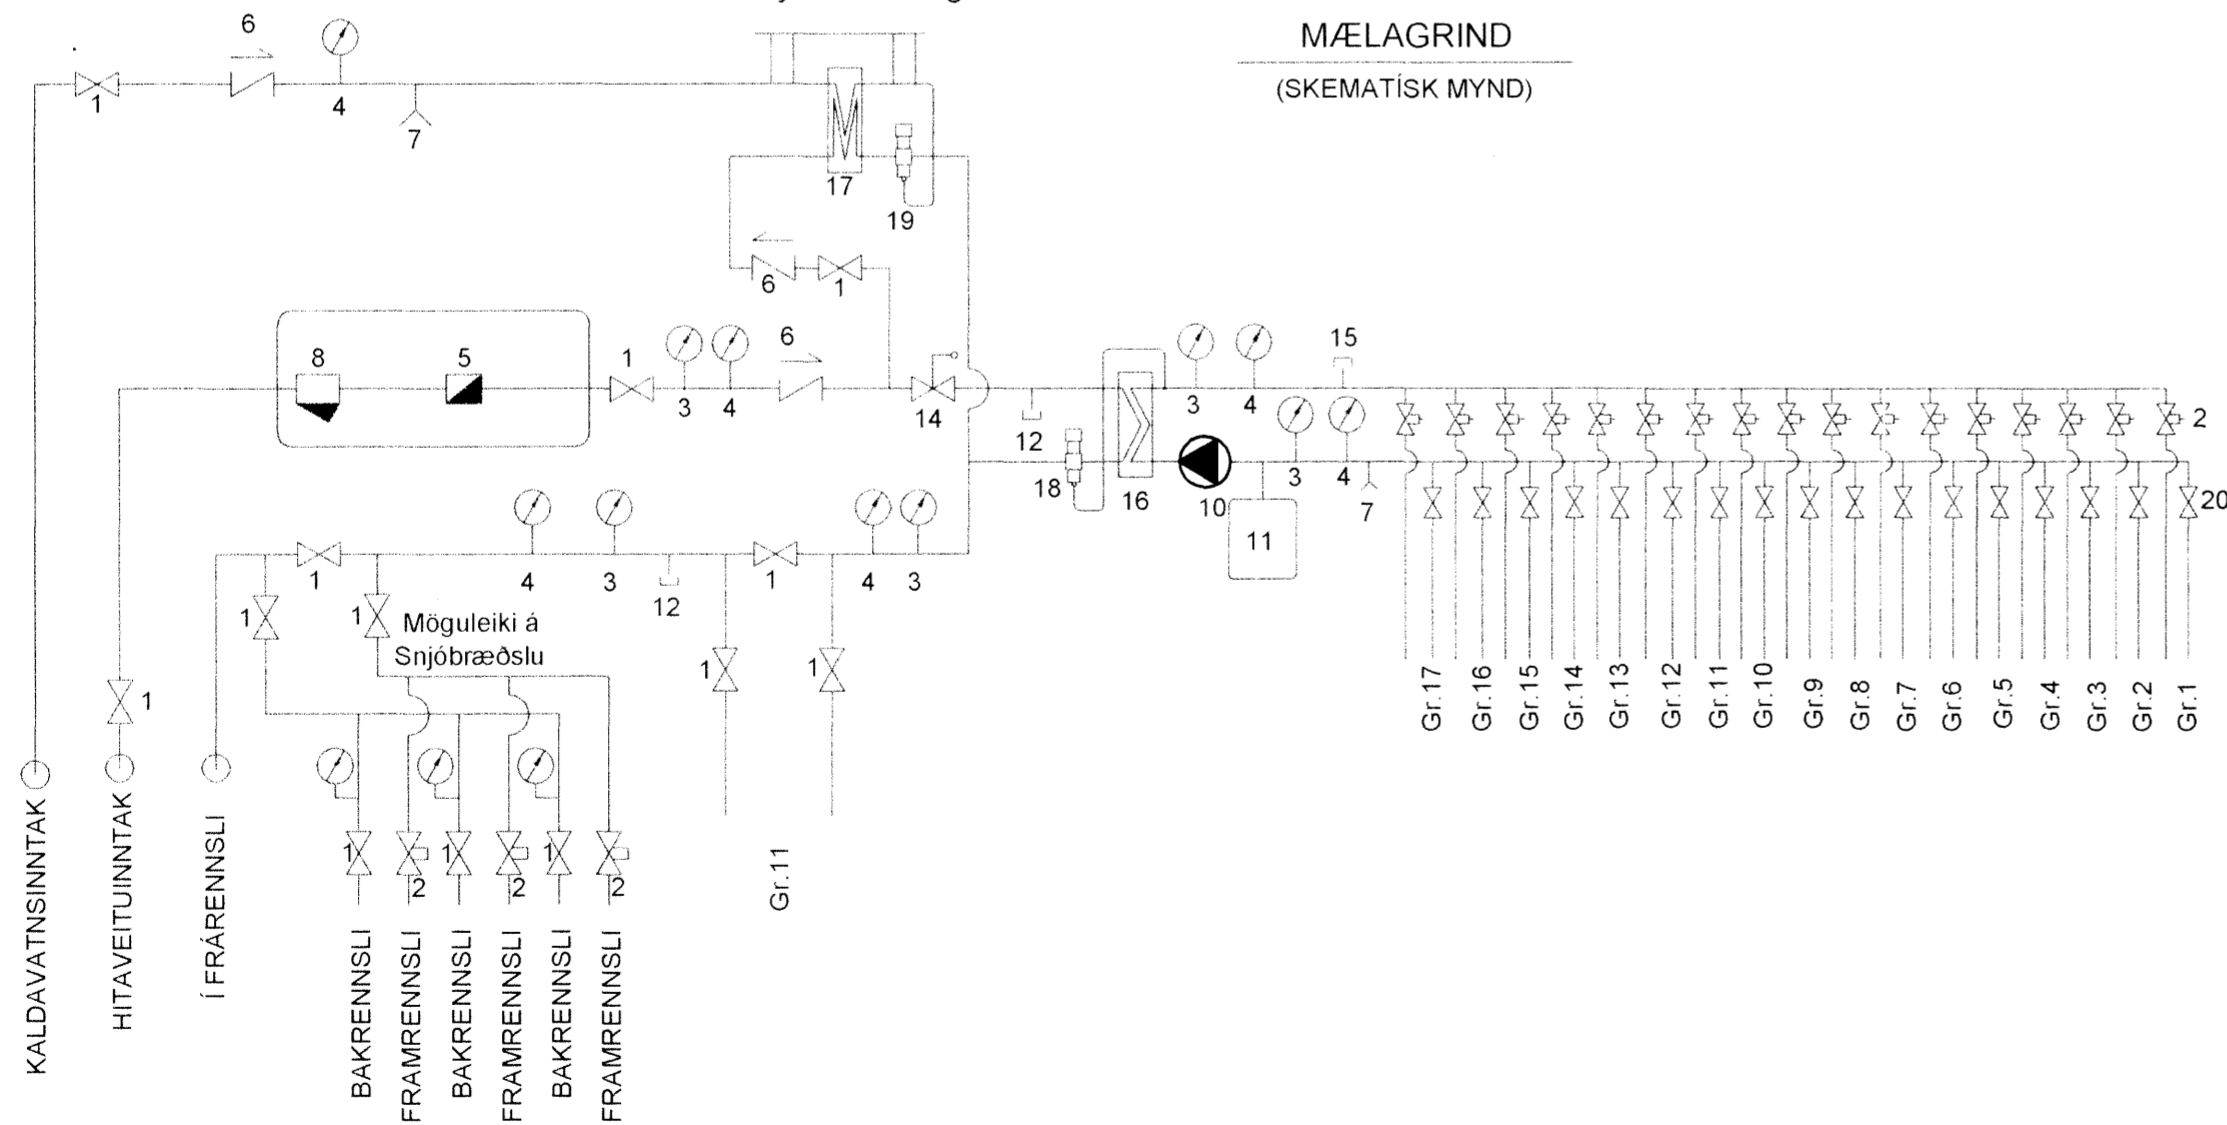 MÆLAGRIND
(SKEMATÍSK MYND)
6
1
4
7
17
19
6
1
8
5
1
3
4
6
14
12
3
4
15
2
18
16
10
3
4
7
20
11
1
4
3
12
1
4
3
1
1
Möguleiki á
Snjóbræðslu
1
1
1
1
1
1
2
2
2
Gr.17
Gr.16
Gr.15
Gr.14
Gr.13
Gr.12
Gr.11
Gr.10
Gr.9
Gr.8
Gr.7
Gr.6
Gr.5
Gr.4
Gr.3
Gr.2
Gr.1
Gr.11
KALDAVATNSINNTAK
HITAVEITUINNTAK
Í FRÁRENNSLI
BAKRENNSLI
FRAMRENNSLI
BAKRENNSLI
FRAMRENNSLI
BAKRENNSLI
FRAMRENNSLI